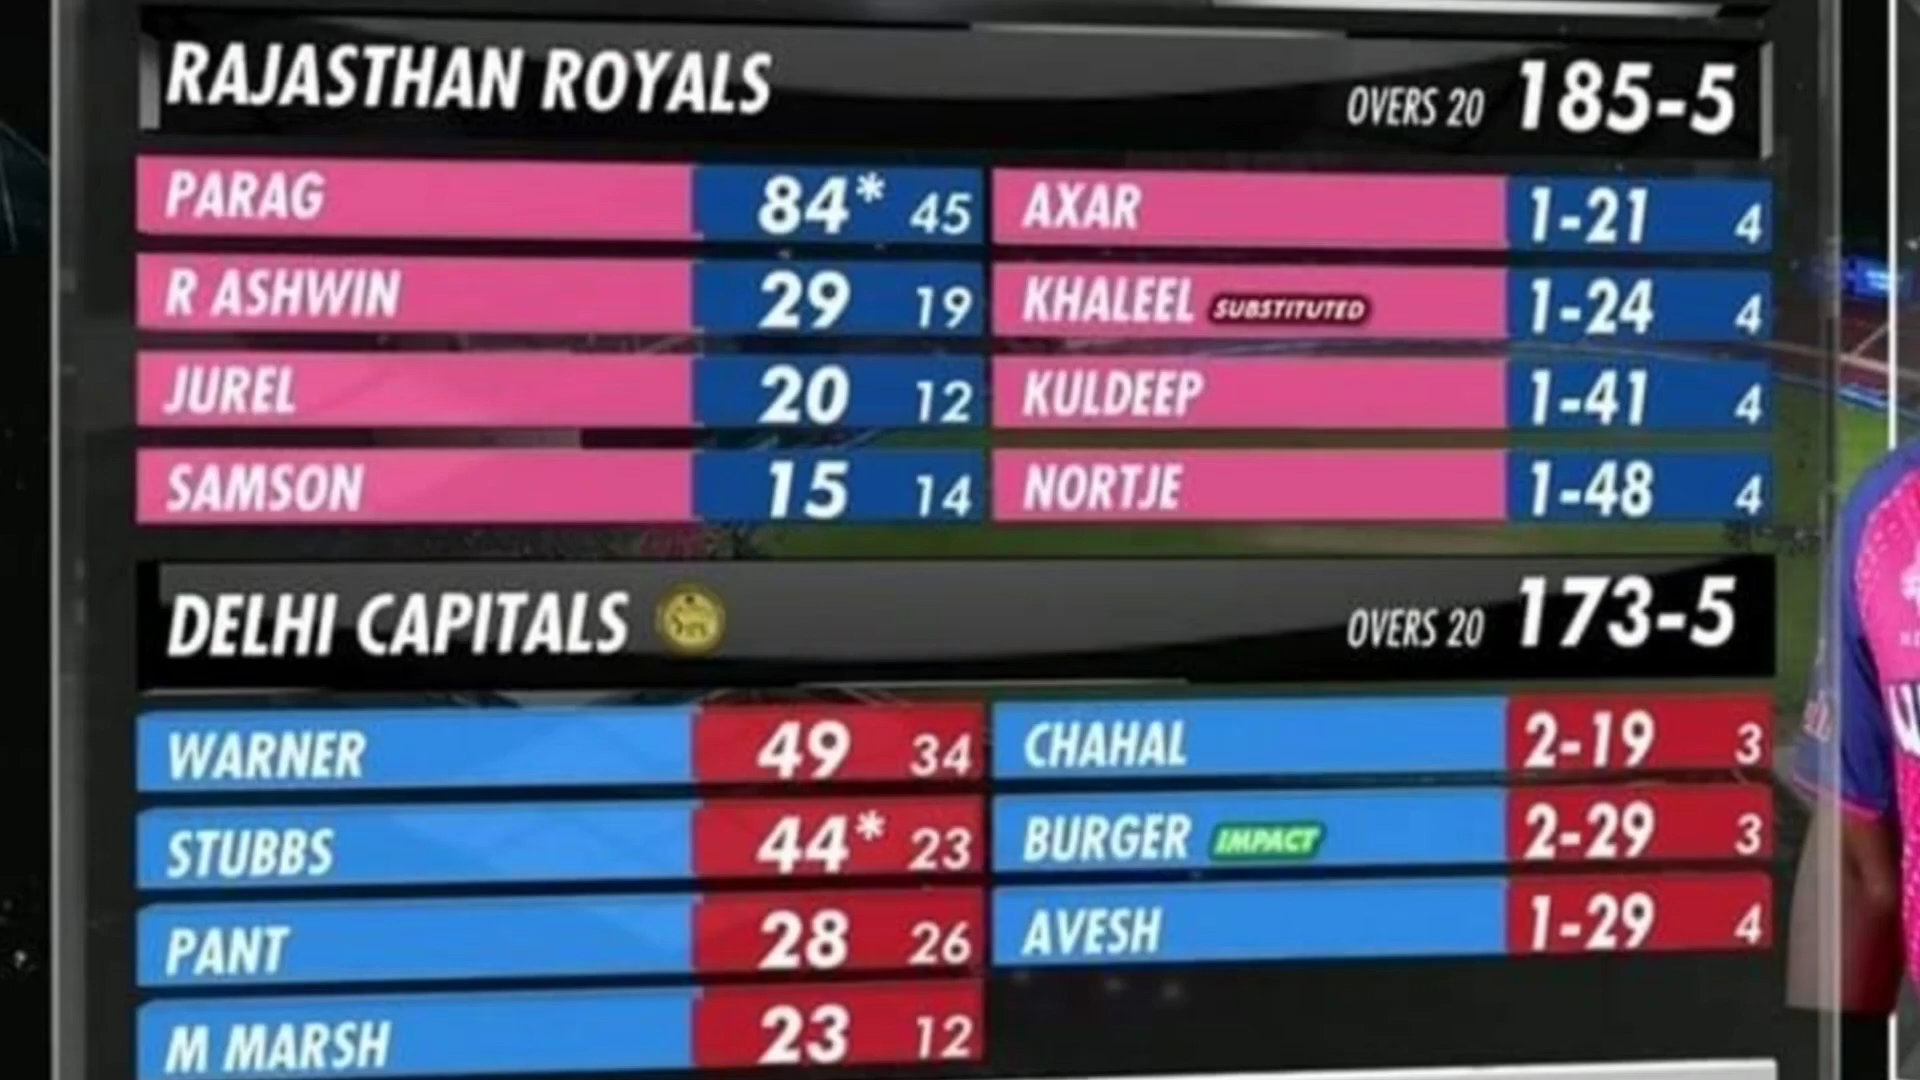 RAJASTHAN ROYALS OVERS 20 185-5
PARAG 84* 45 AXAR 1-21 4
R ASHWIN 29 19 KHALEEL SUBSTITUTED 1-24 4
JUREL 20 12 KULDEEP 1-41 4
SAMSON 15 14 NORTJE 1-48 4
DELHI CAPITALS OVERS 20 173-5
WARNER 49 34 CHAHAL 2-19 3
STUBBS 44* 23 BURGER IMPACT 2-29 3
PANT 28 26 AVESH 1-29 4
M MARSH 23 12